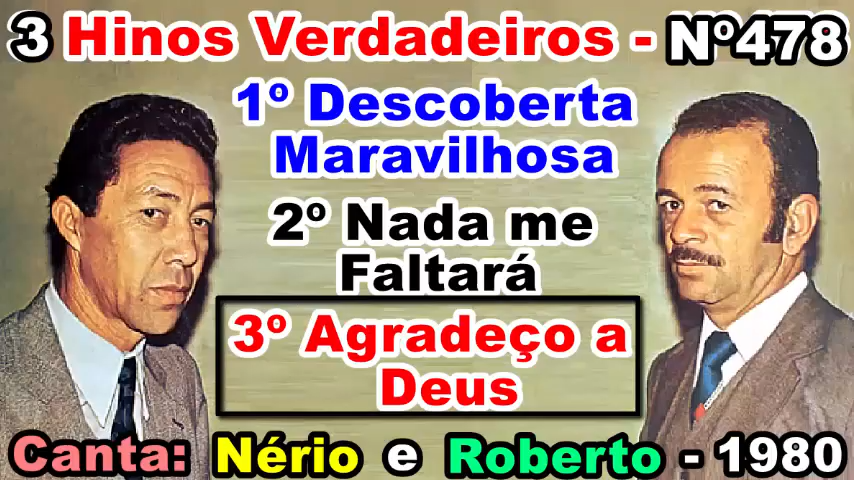 3 Hinos Verdadeiros - Nº478
1º Descoberta
Maravilhosa
2º Nada me
Faltará
3º Agradeço a
Deus
Canta: Nério e Roberto - 1980